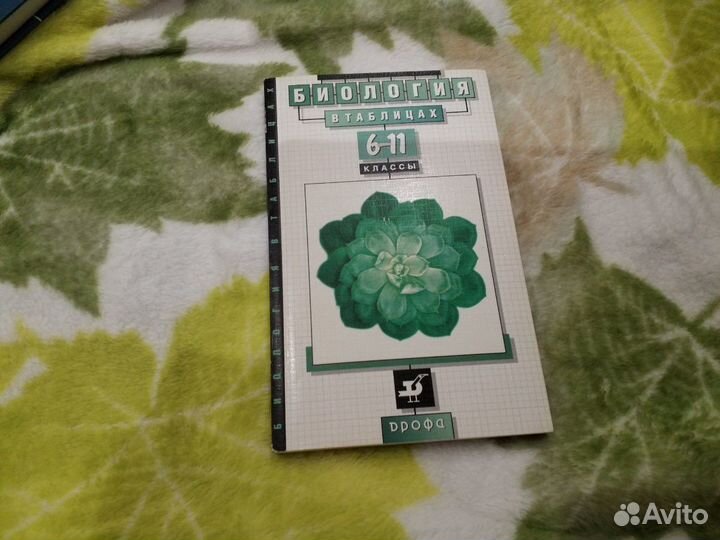 БИОЛОГИЯ
В ТАБЛИЦАХ
6-11
КЛАССЫ
БИОЛОГИЯ В ТАБЛИЦАХ
дрофа
Avito